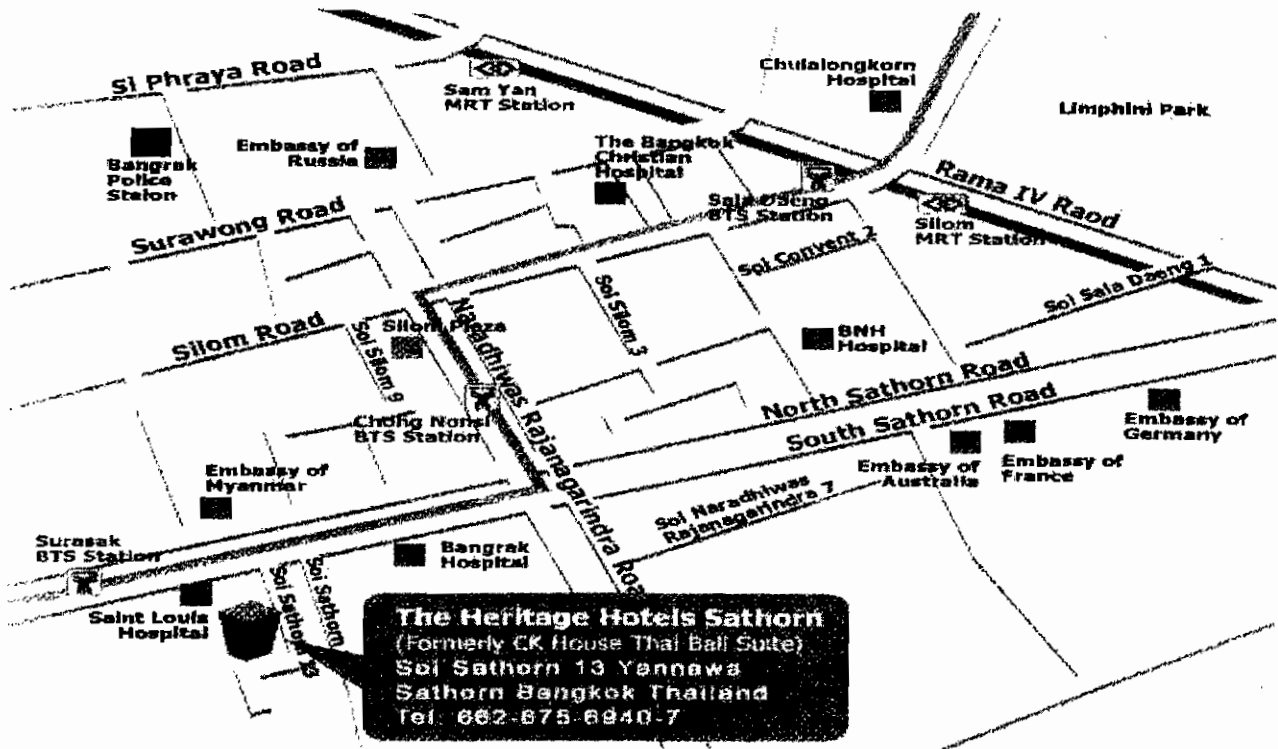 Si Phraya Road
Sam Yan
MRT Station
Chulalongkorn
Hospital
Limphini Park
Bangrak
Police
Station
Embassy of
Russia
The Bangkok
Christian
Hospital
Sala Daeng
BTS Station
Rama IV Raod
Silom
MRT Station
Surawong Road
Soi Convent 2
Soi Sala Daeng 1
Silom Road
Soi Silom 9
Silom Plaza
Naradhiwas Rajanagarindra Roa
Soi Silom 3
BNH
Hospital
North Sathorn Road
South Sathorn Road
Chong Nonsi
BTS Station
Embassy of
Germany
Embassy of
Australia
Embassy of
France
Embassy of
Myanmar
Soi Naradhiwas
Rajanagarindra 7
Surasak
BTS Station
Bangrak
Hospital
Saint Louis
Hospital
Soi Sathorn 13
Soi Sathorn
The Heritage Hotels Sathorn
(Formerly CK House Thai Bali Suite)
Soi Sathorn 13 Yannawa
Sathorn Bangkok Thailand
Tel: 662-675-6940-7